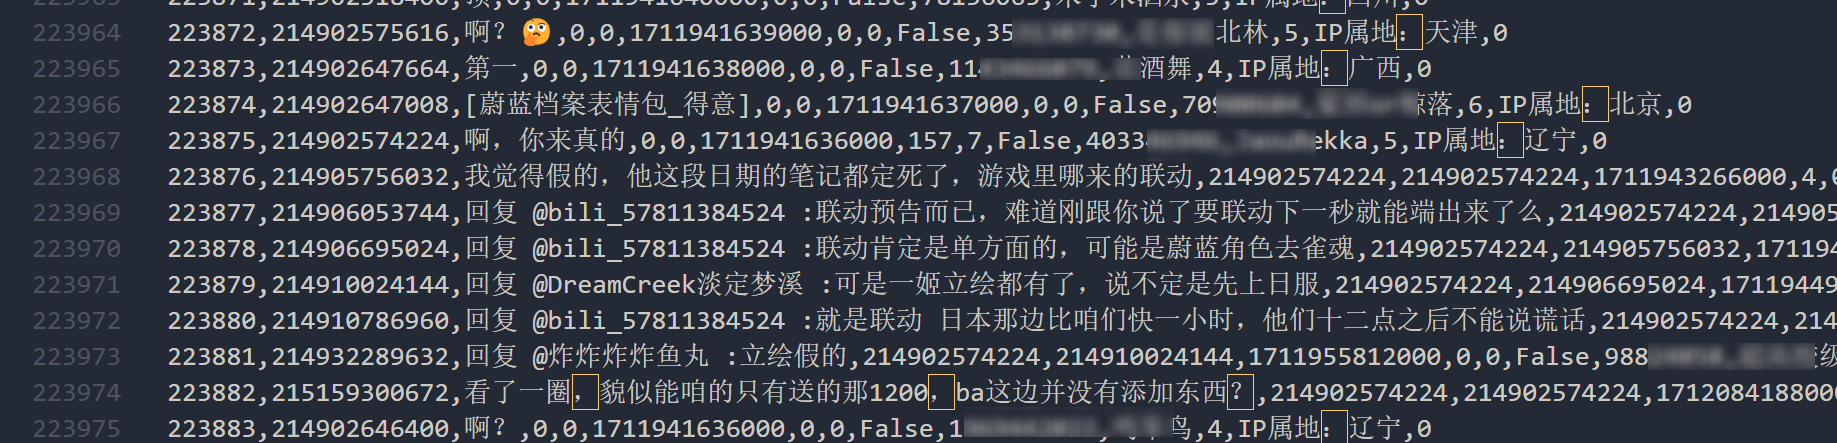 223964 223872,214902575616,啊？🤔,0,0,1711941639000,0,0,False,35 北林,5,IP属地：天津,0
223965 223873,214902647664,第一,0,0,1711941638000,0,0,False,11 酒舞,4,IP属地：广西,0
223966 223874,214902647008,[蔚蓝档案表情包_得意],0,0,1711941637000,0,0,False,70 落,6,IP属地：北京,0
223967 223875,214902574224,啊，你来真的,0,0,1711941636000,157,7,False,4033 ekka,5,IP属地：辽宁,0
223968 223876,214905756032,我觉得假的，他这段日期的笔记都定死了，游戏里哪来的联动,214902574224,214902574224,1711943266000,4,
223969 223877,214906053744,回复 @bili_57811384524 :联动预告而已，难道刚跟你说了要联动下一秒就能端出来了么,214902574224,214905
223970 223878,214906695024,回复 @bili_57811384524 :联动肯定是单方面的，可能是蔚蓝角色去雀魂,214902574224,214905756032,171194
223971 223879,214910024144,回复 @DreamCreek淡定梦溪 :可是一姬立绘都有了，说不定是先上日服,214902574224,214906695024,171194449
223972 223880,214910786960,回复 @bili_57811384524 :就是联动 日本那边比咱们快一小时，他们十二点之后不能说谎话,214902574224,214
223973 223881,214932289632,回复 @炸炸炸炸鱼丸 :立绘假的,214902574224,214910024144,1711955812000,0,0,False,988 级
223974 223882,215159300672,看了一圈，貌似能咱的只有送的那1200，ba这边并没有添加东西？,214902574224,214902574224,1712084188000
223975 223883,214902646400,啊？,0,0,1711941636000,0,0,False,1 鸟,4,IP属地：辽宁,0